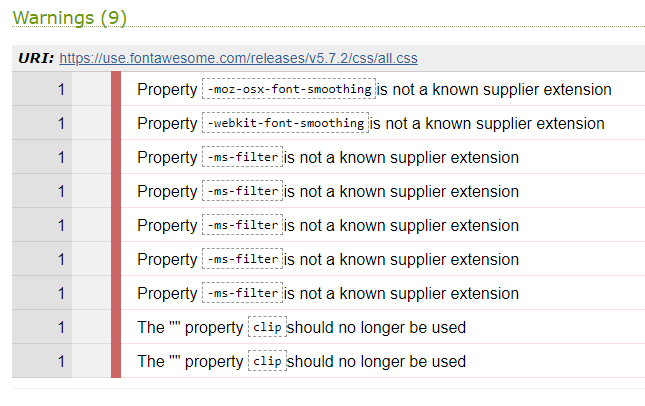 Warnings (9)
URI: https://use.fontawesome.com/releases/v5.7.2/css/all.css
1 Property -moz-osx-font-smoothing is not a known supplier extension
1 Property -webkit-font-smoothing is not a known supplier extension
1 Property -ms-filter is not a known supplier extension
1 Property -ms-filter is not a known supplier extension
1 Property -ms-filter is not a known supplier extension
1 Property -ms-filter is not a known supplier extension
1 Property -ms-filter is not a known supplier extension
1 The "" property clip should no longer be used
1 The "" property clip should no longer be used